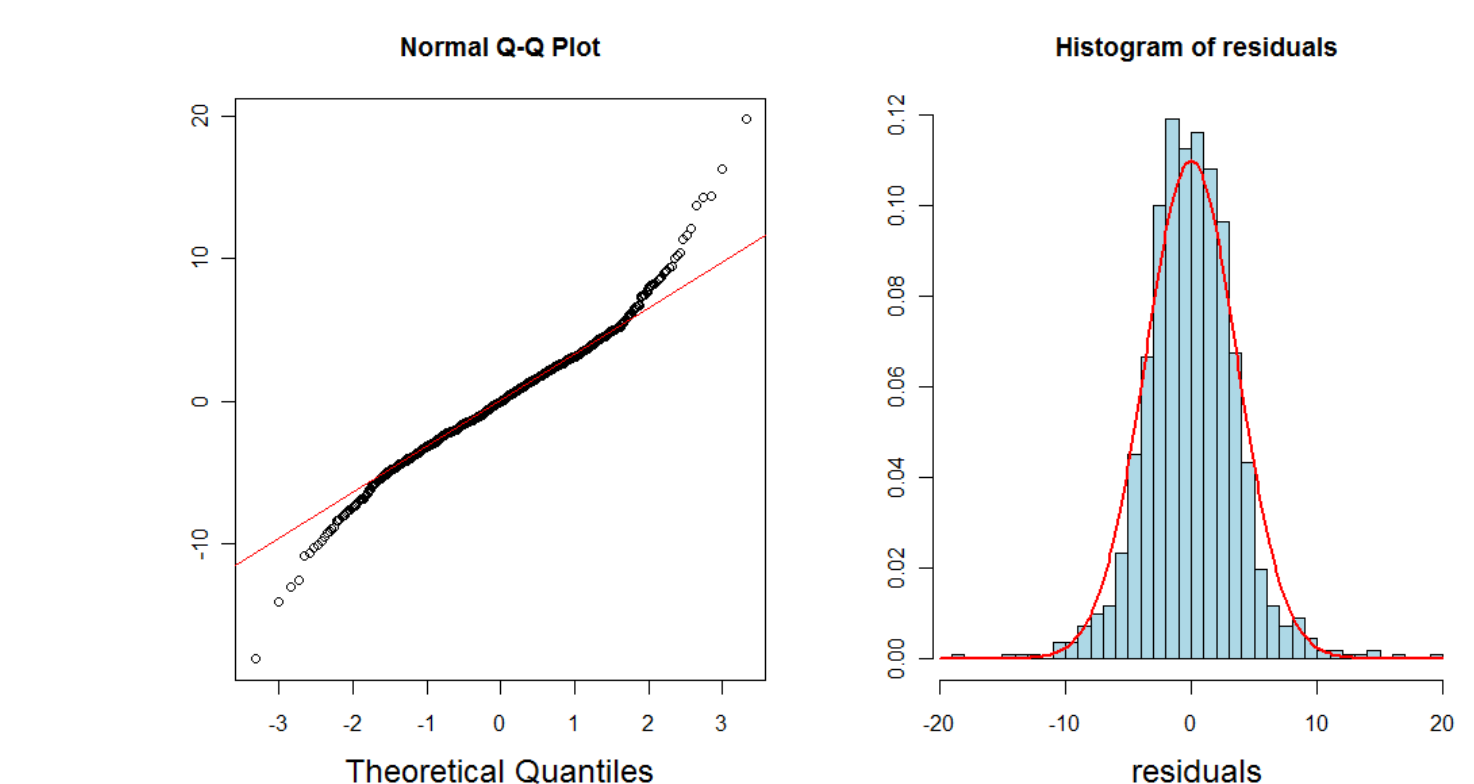 Normal Q-Q Plot
20
10
0
-10
-3 -2 -1 0 1 2 3
Theoretical Quantiles
Histogram of residuals
0.12
0.10
0.08
0.06
0.04
0.02
0.00
-20 -10 0 10 20
residuals